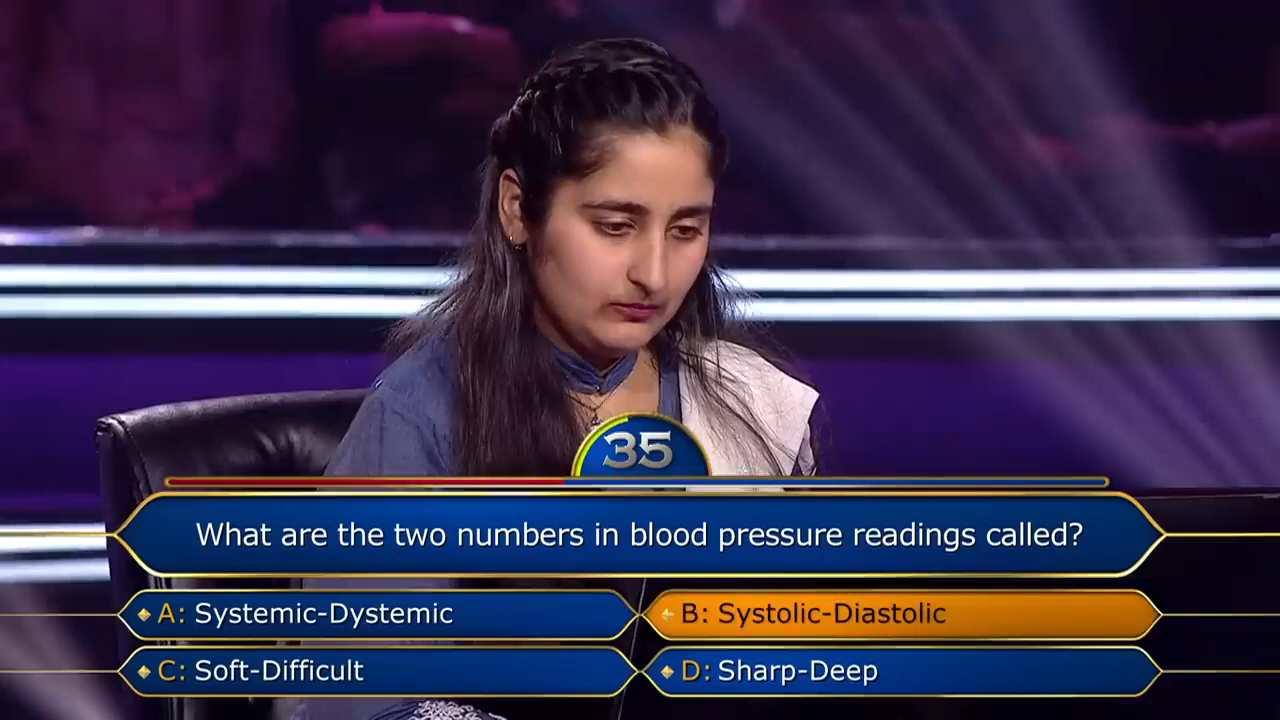 35
What are the two numbers in blood pressure readings called?
A: Systemic-Dystemic
B: Systolic-Diastolic
C: Soft-Difficult
D: Sharp-Deep